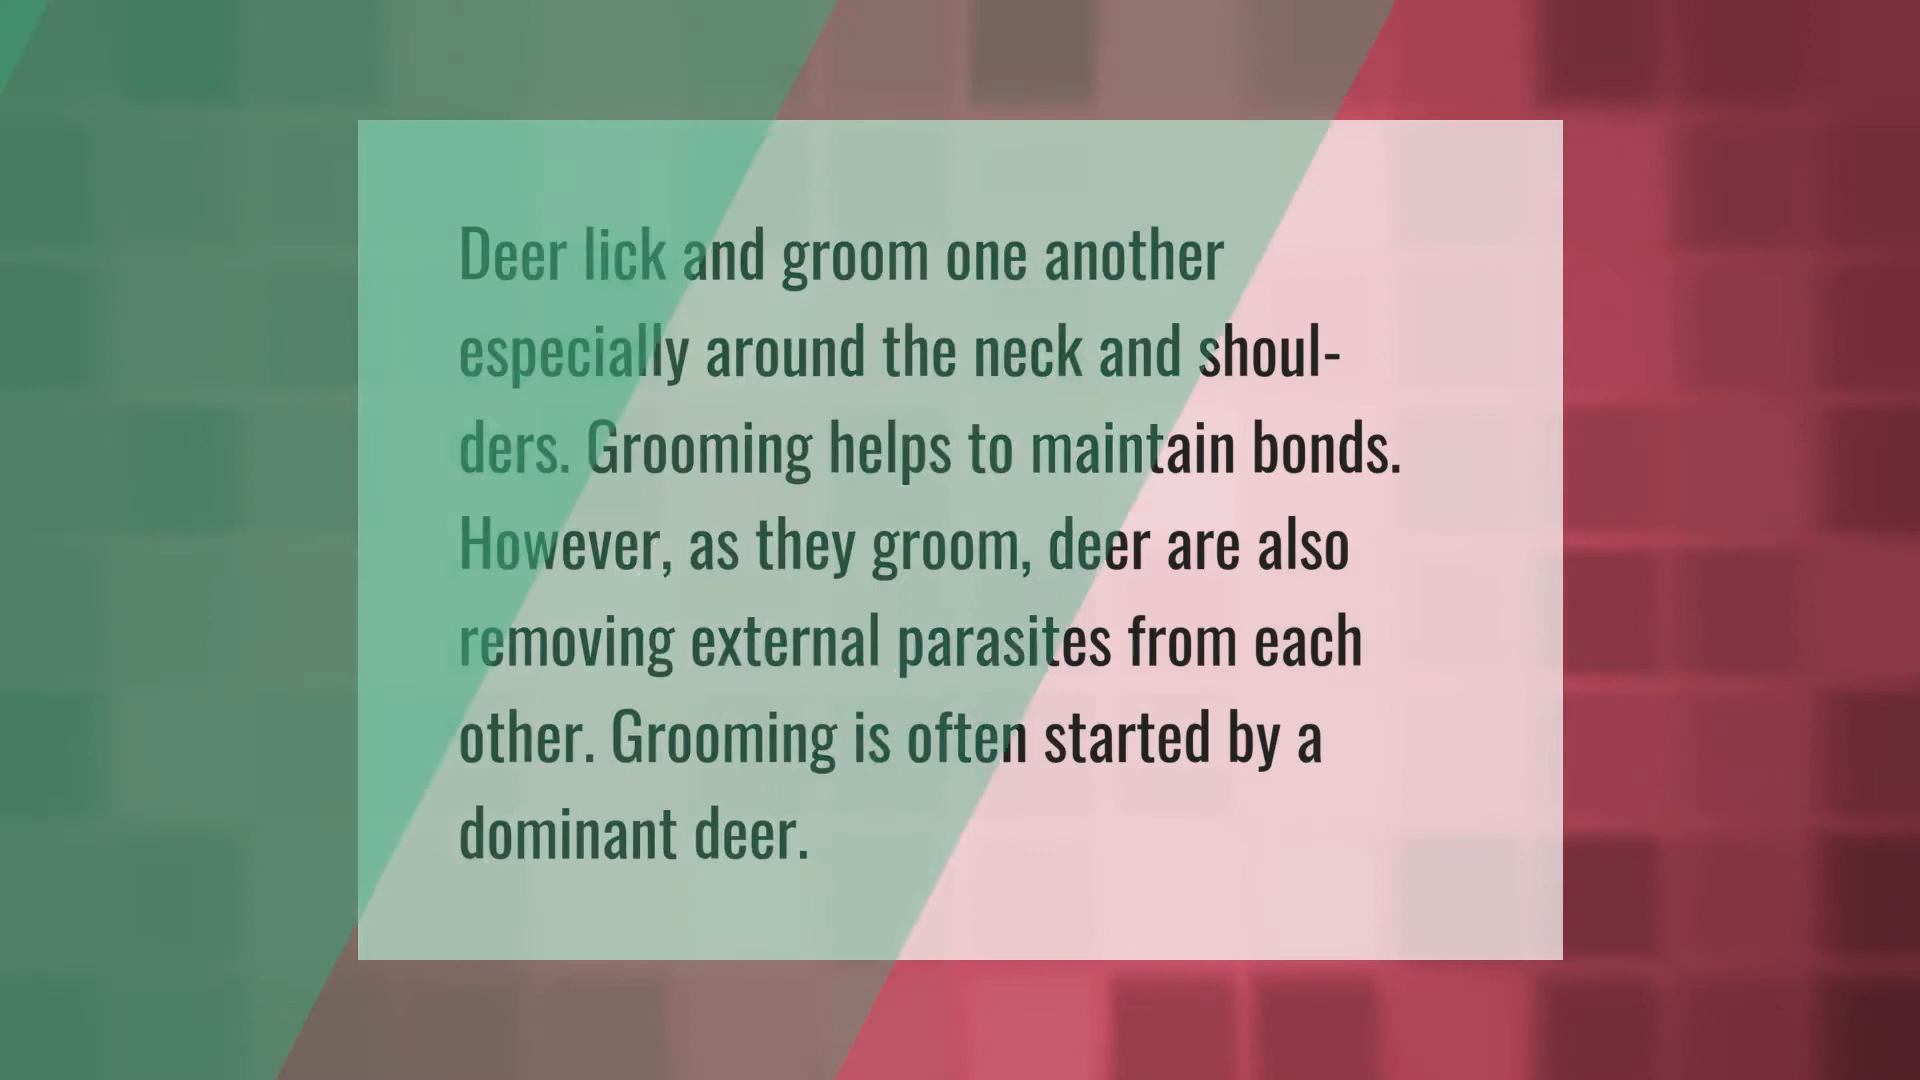 Deer lick and groom one another
especially around the neck and shoul-
ders. Grooming helps to maintain bonds.
However, as they groom, deer are also
removing external parasites from each
other. Grooming is often started by a
dominant deer.